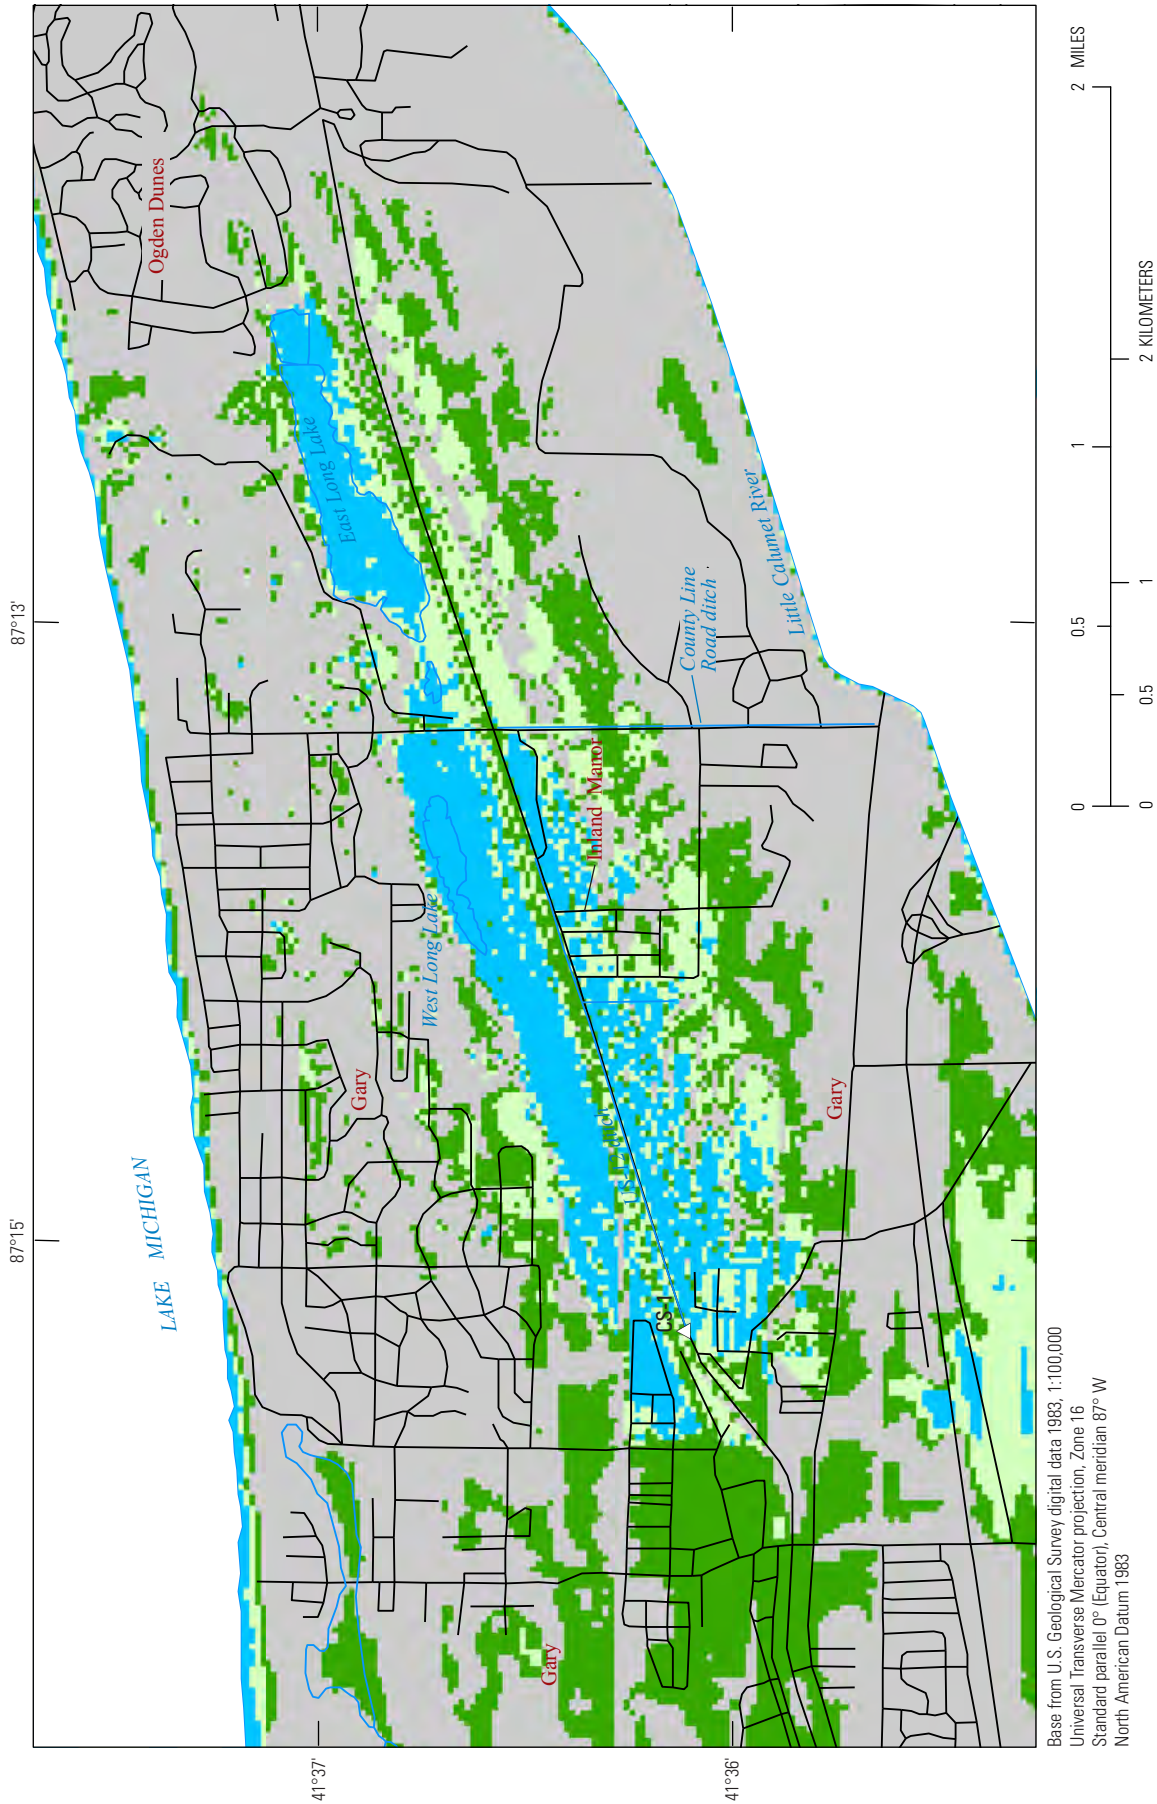 87°15'
87°13'
41°37'
41°36'
LAKE MICHIGAN
Ogden Dunes
East Long Lake
West Long Lake
Gary
Gary
Gary
Inland Manor
County Line
Road ditch
Little Calumet River
US-12 ditch
CS-1
0 0.5 1 2 MILES
0 0.5 1 2 KILOMETERS
Base from U.S. Geological Survey digital data 1983, 1:100,000
Universal Transverse Mercator projection, Zone 16
Standard parallel 0° (Equator), Central meridian 87° W
North American Datum 1983